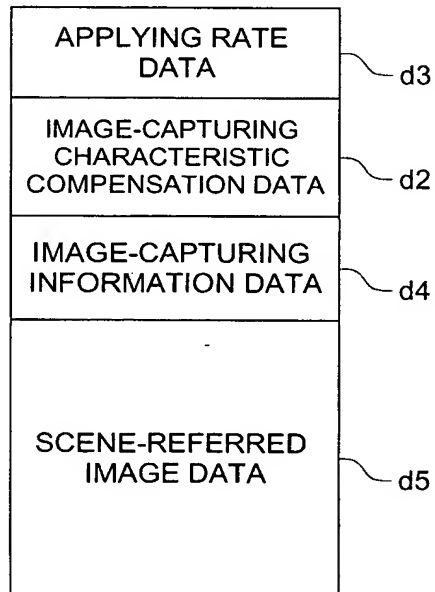 APPLYING RATE
DATA
d3
IMAGE-CAPTURING
CHARACTERISTIC
COMPENSATION DATA
d2
IMAGE-CAPTURING
INFORMATION DATA
d4
SCENE-REFERRED
IMAGE DATA
d5